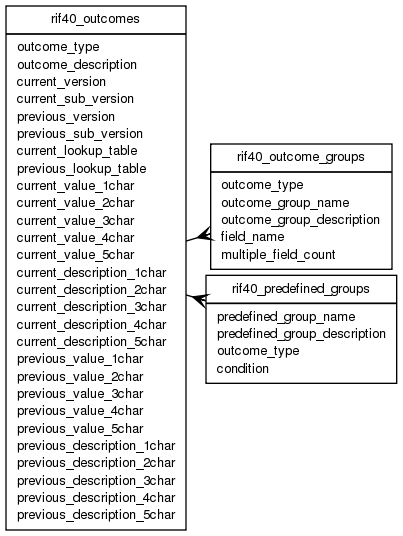 rif40_outcomes
outcome_type
outcome_description
current_version
current_sub_version
previous_version
previous_sub_version
current_lookup_table
previous_lookup_table
current_value_1char
current_value_2char
current_value_3char
current_value_4char
current_value_5char
current_description_1char
current_description_2char
current_description_3char
current_description_4char
current_description_5char
previous_value_1char
previous_value_2char
previous_value_3char
previous_value_4char
previous_value_5char
previous_description_1char
previous_description_2char
previous_description_3char
previous_description_4char
previous_description_5char
rif40_outcome_groups
outcome_type
outcome_group_name
outcome_group_description
field_name
multiple_field_count
rif40_predefined_groups
predefined_group_name
predefined_group_description
outcome_type
condition